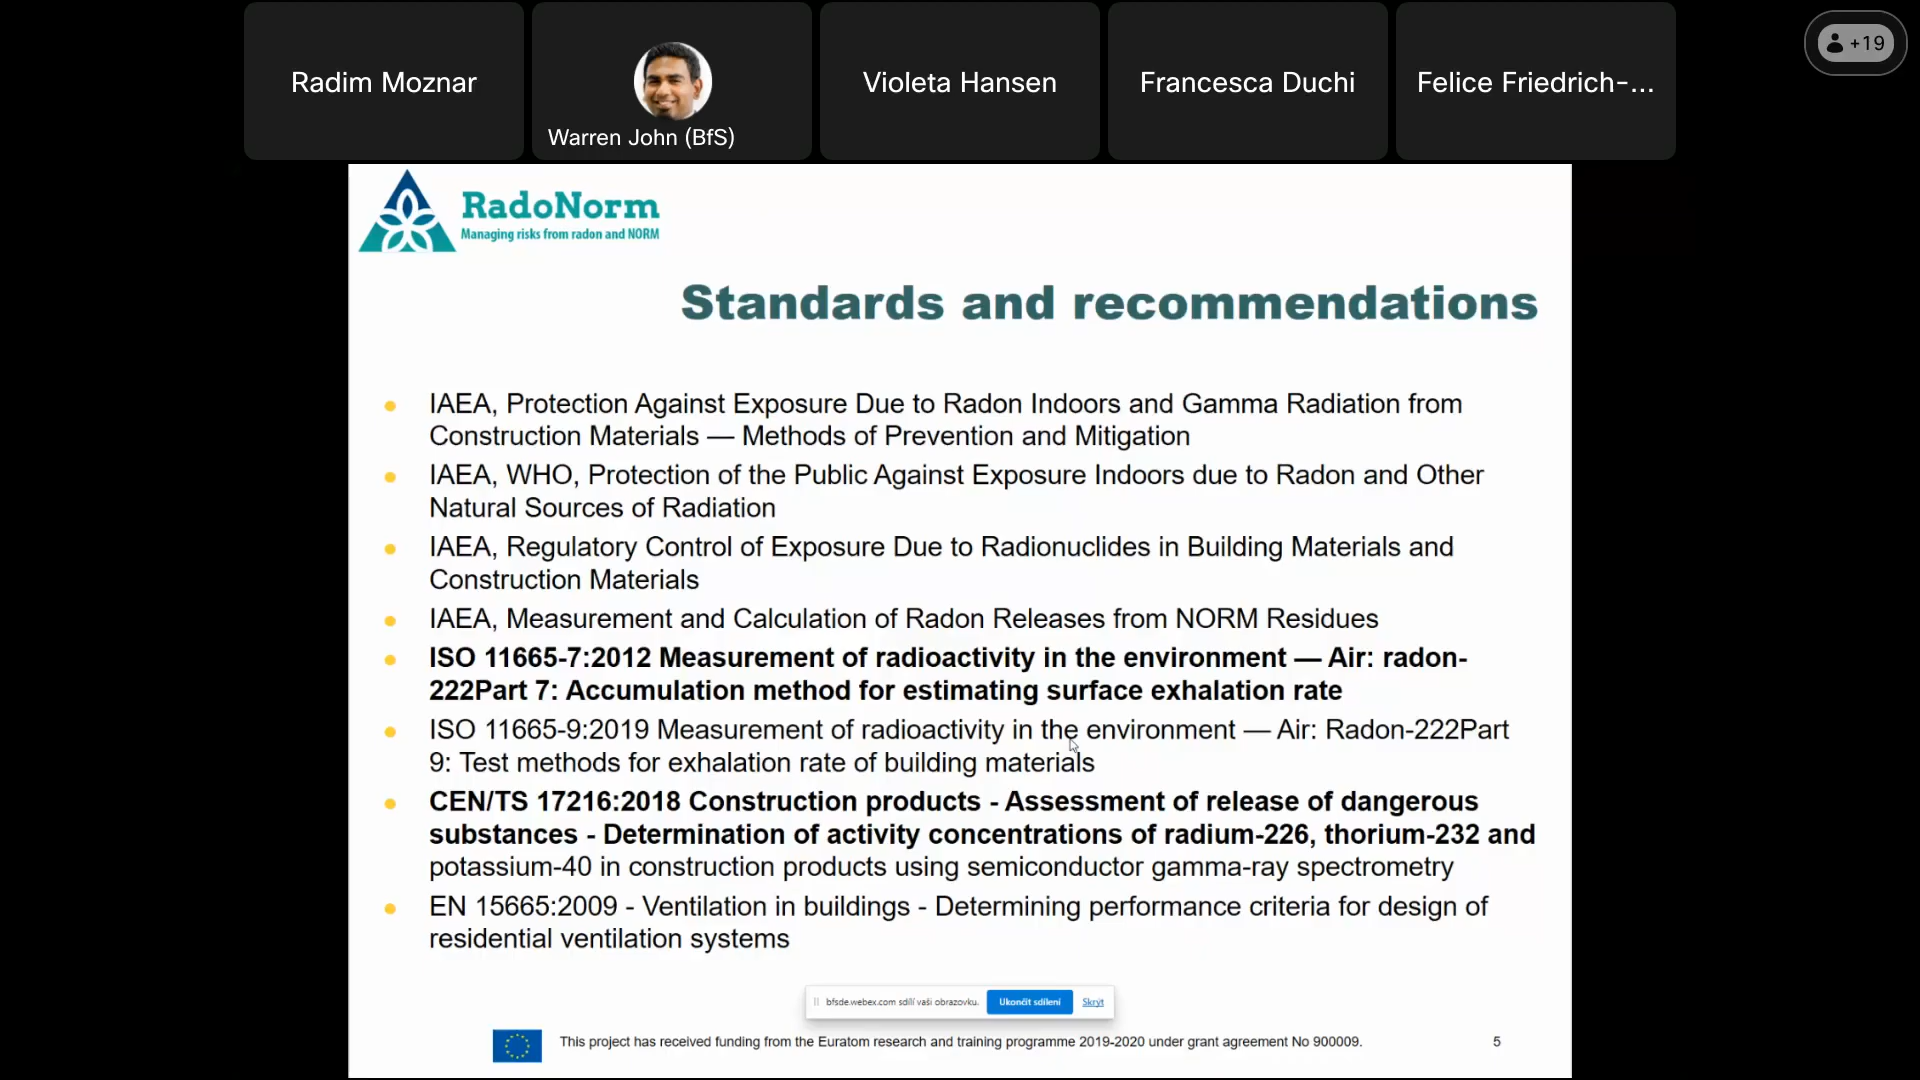 Radim Moznar
Warren John (BfS)
Violeta Hansen
Francesca Duchi
Felice Friedrich-...
+19
RadoNorm
Managing risks from radon and NORM
Standards and recommendations
IAEA, Protection Against Exposure Due to Radon Indoors and Gamma Radiation from
Construction Materials — Methods of Prevention and Mitigation
IAEA, WHO, Protection of the Public Against Exposure Indoors due to Radon and Other
Natural Sources of Radiation
IAEA, Regulatory Control of Exposure Due to Radionuclides in Building Materials and
Construction Materials
IAEA, Measurement and Calculation of Radon Releases from NORM Residues
ISO 11665-7:2012 Measurement of radioactivity in the environment — Air: radon-
222Part 7: Accumulation method for estimating surface exhalation rate
ISO 11665-9:2019 Measurement of radioactivity in the environment — Air: Radon-222Part
9: Test methods for exhalation rate of building materials
CEN/TS 17216:2018 Construction products - Assessment of release of dangerous
substances - Determination of activity concentrations of radium-226, thorium-232 and
potassium-40 in construction products using semiconductor gamma-ray spectrometry
EN 15665:2009 - Ventilation in buildings - Determining performance criteria for design of
residential ventilation systems
bfsde.webex.com sdílí vaši obrazovku.
Ukončit sdílení
Skrýt
This project has received funding from the Euratom research and training programme 2019-2020 under grant agreement No 900009.
5